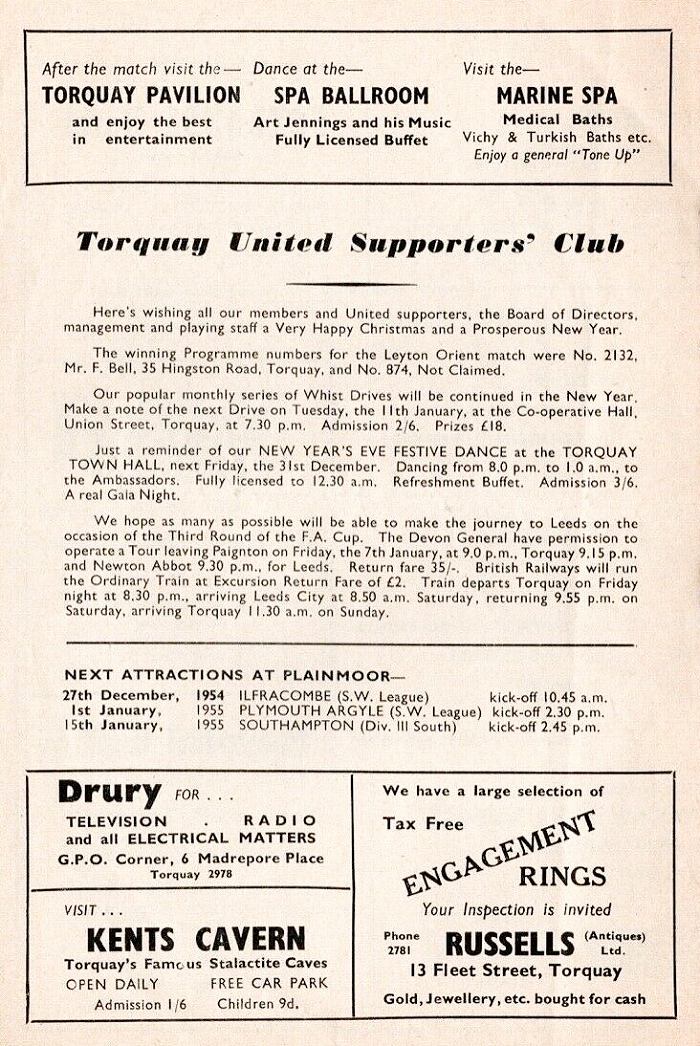 After the match visit the—
TORQUAY PAVILION
and enjoy the best
in entertainment
Dance at the—
SPA BALLROOM
Art Jennings and his Music
Fully Licensed Buffet
Visit the—
MARINE SPA
Medical Baths
Vichy & Turkish Baths etc.
Enjoy a general "Tone Up"
Torquay United Supporters' Club
Here's wishing all our members and United supporters, the Board of Directors,
management and playing staff a Very Happy Christmas and a Prosperous New Year.
The winning Programme numbers for the Leyton Orient match were No. 2132,
Mr. F. Bell, 35 Hingston Road, Torquay, and No. 874, Not Claimed.
Our popular monthly series of Whist Drives will be continued in the New Year.
Make a note of the next Drive on Tuesday, the 11th January, at the Co-operative Hall,
Union Street, Torquay, at 7.30 p.m. Admission 2/6. Prizes £18.
Just a reminder of our NEW YEAR'S EVE FESTIVE DANCE at the TORQUAY
TOWN HALL, next Friday, the 31st December. Dancing from 8.0 p.m. to 1.0 a.m., to
the Ambassadors. Fully licensed to 12.30 a.m. Refreshment Buffet. Admission 3/6.
A real Gala Night.
We hope as many as possible will be able to make the journey to Leeds on the
occasion of the Third Round of the F.A. Cup. The Devon General have permission to
operate a Tour leaving Paignton on Friday, the 7th January, at 9.0 p.m., Torquay 9.15 p.m.
and Newton Abbot 9.30 p.m., for Leeds. Return fare 35/-. British Railways will run
the Ordinary Train at Excursion Return Fare of £2. Train departs Torquay on Friday
night at 8.30 p.m., arriving Leeds City at 8.50 a.m. Saturday, returning 9.55 p.m. on
Saturday, arriving Torquay 11.30 a.m. on Sunday.
NEXT ATTRACTIONS AT PLAINMOOR—
27th December, 1954 ILFRACOMBE (S.W. League) kick-off 10.45 a.m.
1st January, 1955 PLYMOUTH ARGYLE (S.W. League) kick-off 2.30 p.m.
15th January, 1955 SOUTHAMPTON (Div. III South) kick-off 2.45 p.m.
Drury FOR . . .
TELEVISION . RADIO
and all ELECTRICAL MATTERS
G.P.O. Corner, 6 Madrepore Place
Torquay 2978
VISIT . . .
KENTS CAVERN
Torquay's Famous Stalactite Caves
OPEN DAILY FREE CAR PARK
Admission 1/6 Children 9d.
We have a large selection of
Tax Free
ENGAGEMENT
RINGS
Your Inspection is invited
Phone 2781 RUSSELLS (Antiques) Ltd.
13 Fleet Street, Torquay
Gold, Jewellery, etc. bought for cash